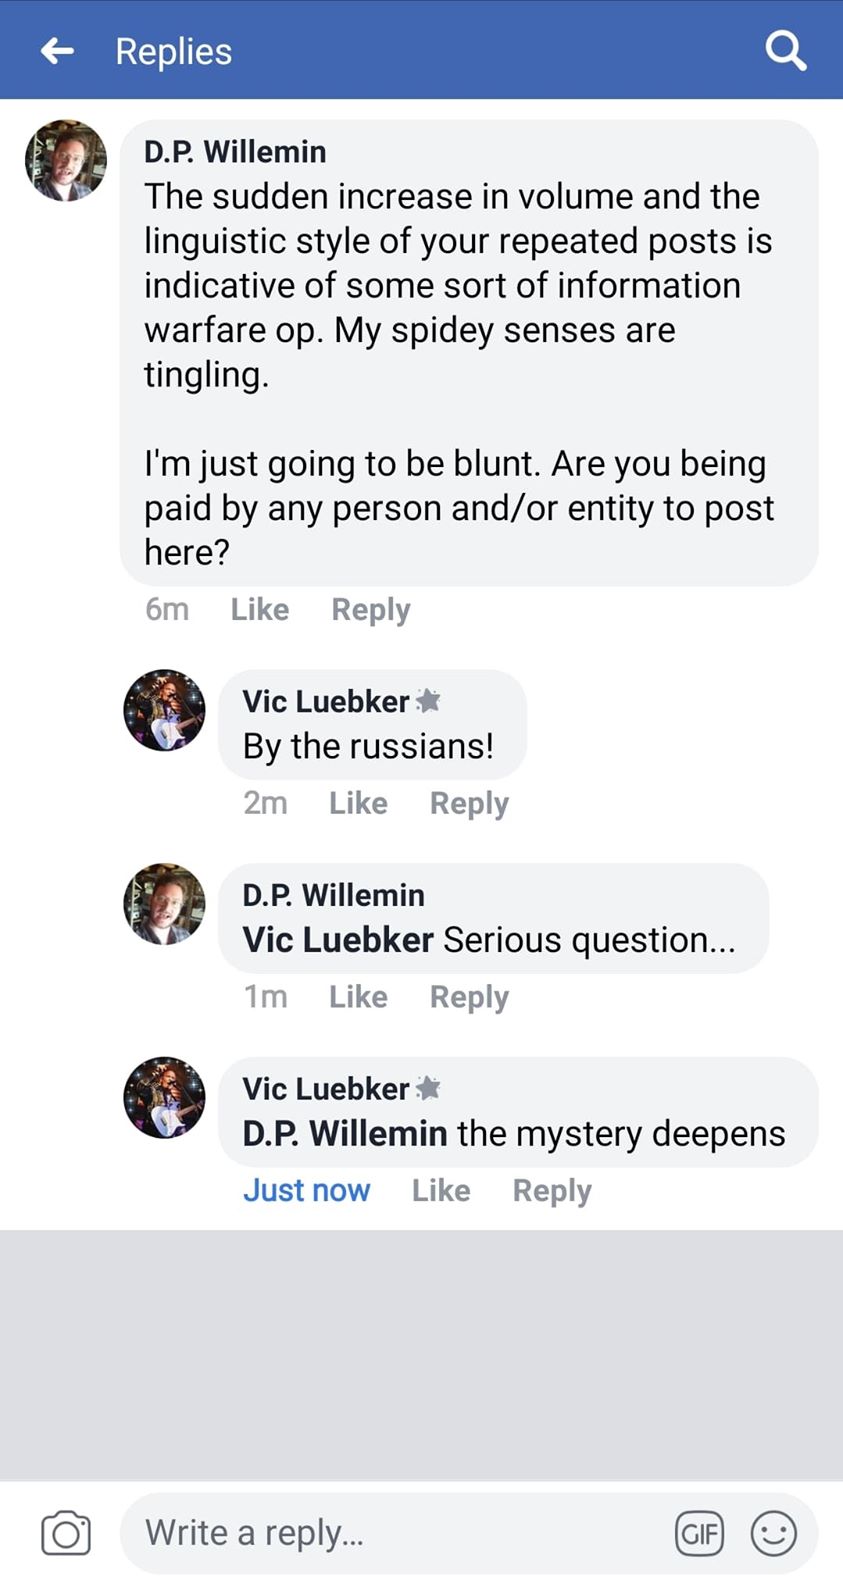 Replies
D.P. Willemin
The sudden increase in volume and the
linguistic style of your repeated posts is
indicative of some sort of information
warfare op. My spidey senses are
tingling.
I'm just going to be blunt. Are you being
paid by any person and/or entity to post
here?
6m Like Reply
Vic Luebker
By the russians!
2m Like Reply
D.P. Willemin
Vic Luebker Serious question...
1m Like Reply
Vic Luebker
D.P. Willemin the mystery deepens
Just now Like Reply
Write a reply... GIF